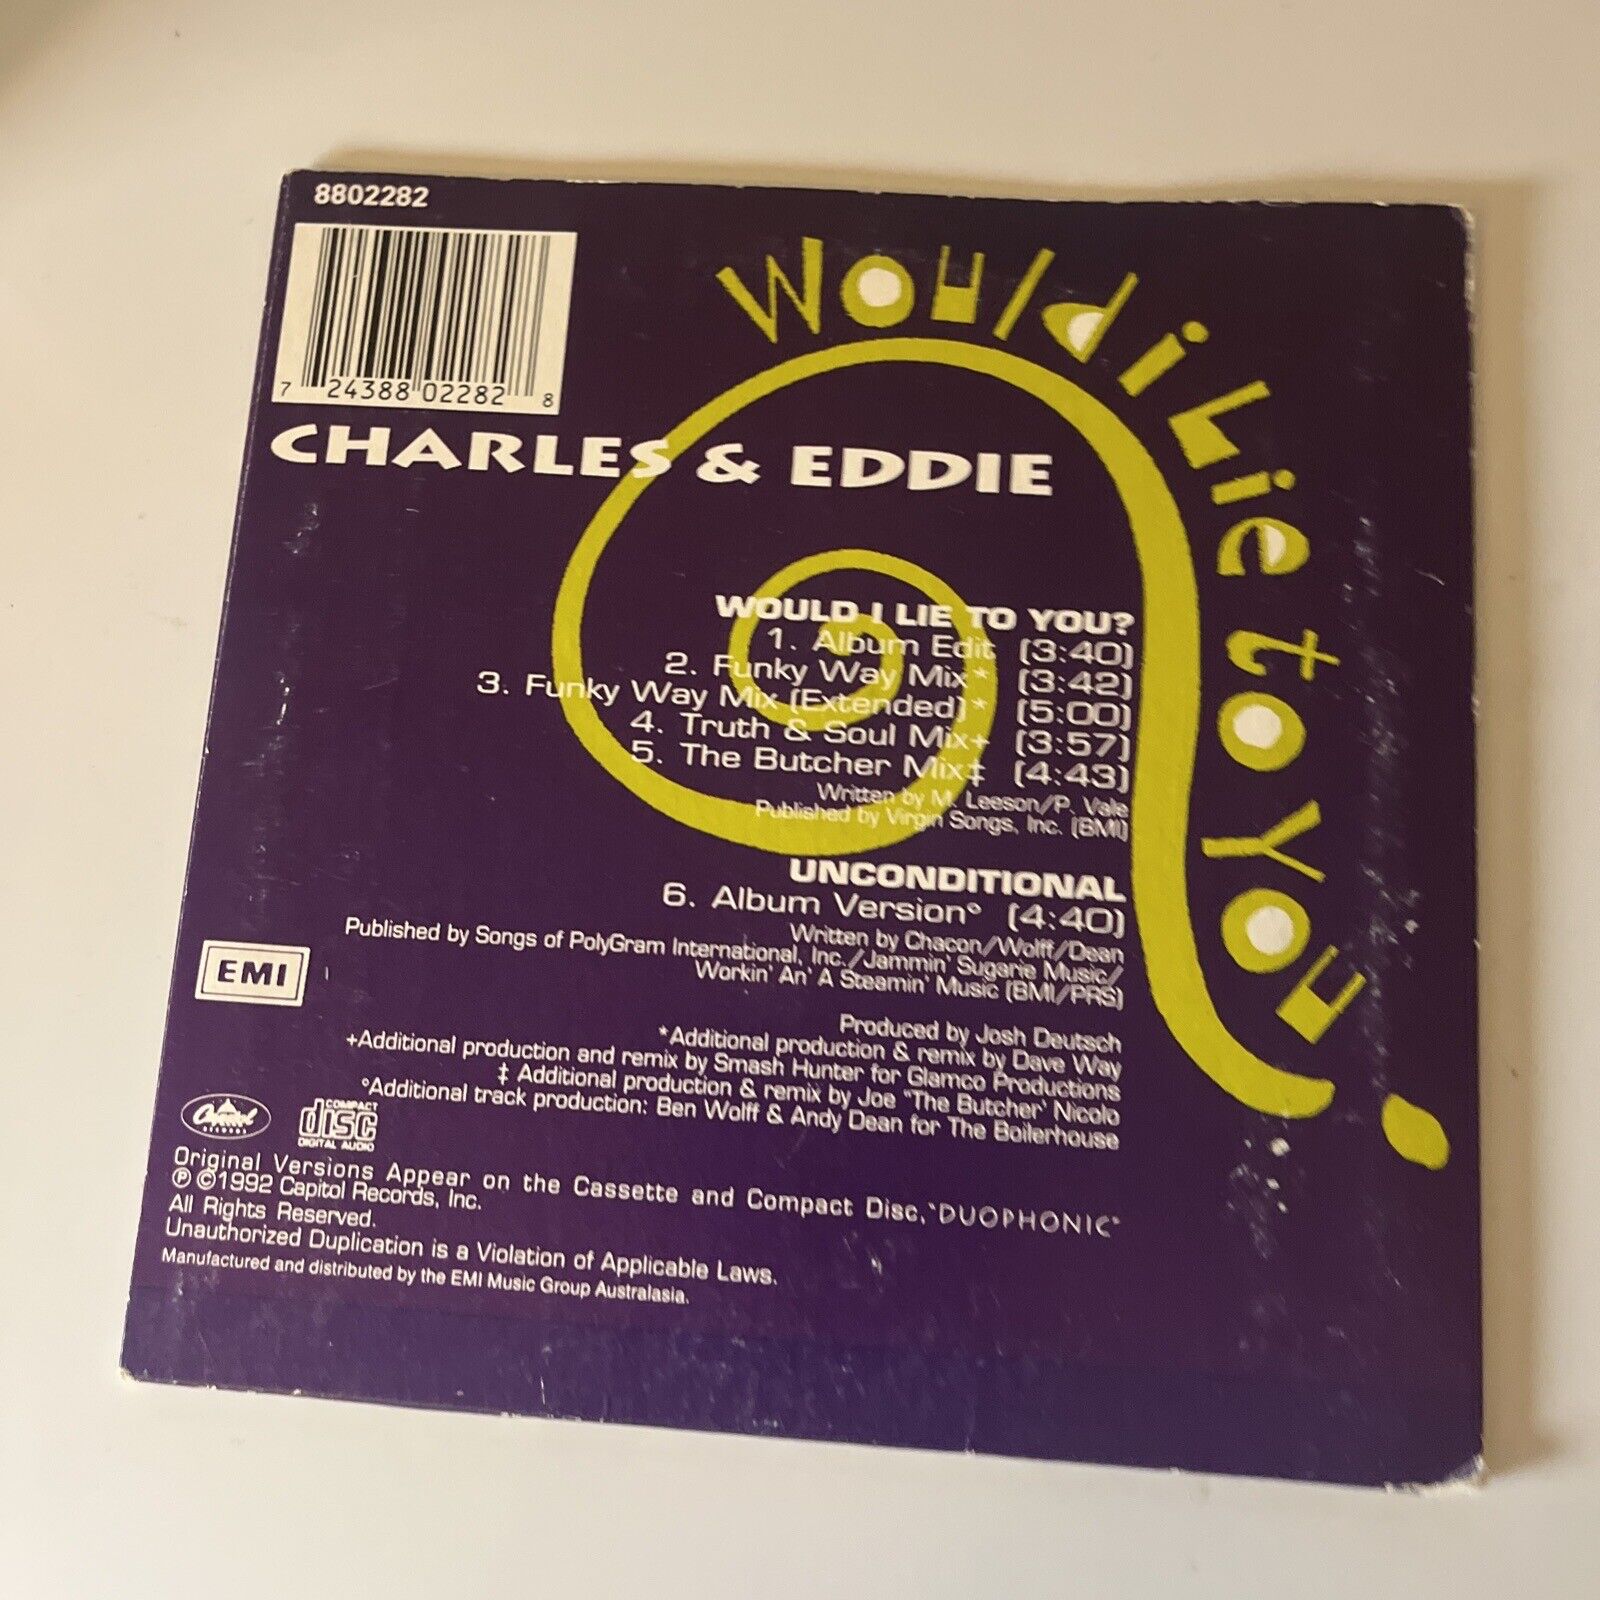 8802282
7 24388 02282 8
Would i Lie to You
CHARLES & EDDIE
WOULD I LIE TO YOU?
1. Album Edit (3:40)
2. Funky Way Mix* (3:42)
3. Funky Way Mix (Extended)* (5:00)
4. Truth & Soul Mix+ (3:57)
5. The Butcher Mix‡ (4:43)
Written by M. Leeson/P. Vale
Published by Virgin Songs, Inc. (BMI)
UNCONDITIONAL
6. Album Version° (4:40)
Written by Chacon/Wolff/Dean
Published by Songs of PolyGram International, Inc./Jammin' Sugarie Music/
Workin' An' A Steamin' Music (BMI/PRS)
EMI
Produced by Josh Deutsch
*Additional production & remix by Dave Way
+Additional production and remix by Smash Hunter for Glamco Productions
‡ Additional production & remix by Joe "The Butcher' Nicolo
°Additional track production: Ben Wolff & Andy Dean for The Boilerhouse
Capitol
RECORDS
COMPACT
disc
DIGITAL AUDIO
Original Versions Appear on the Cassette and Compact Disc, "DUOPHONIC"
℗ ©1992 Capitol Records, Inc.
All Rights Reserved.
Unauthorized Duplication is a Violation of Applicable Laws.
Manufactured and distributed by the EMI Music Group Australasia.